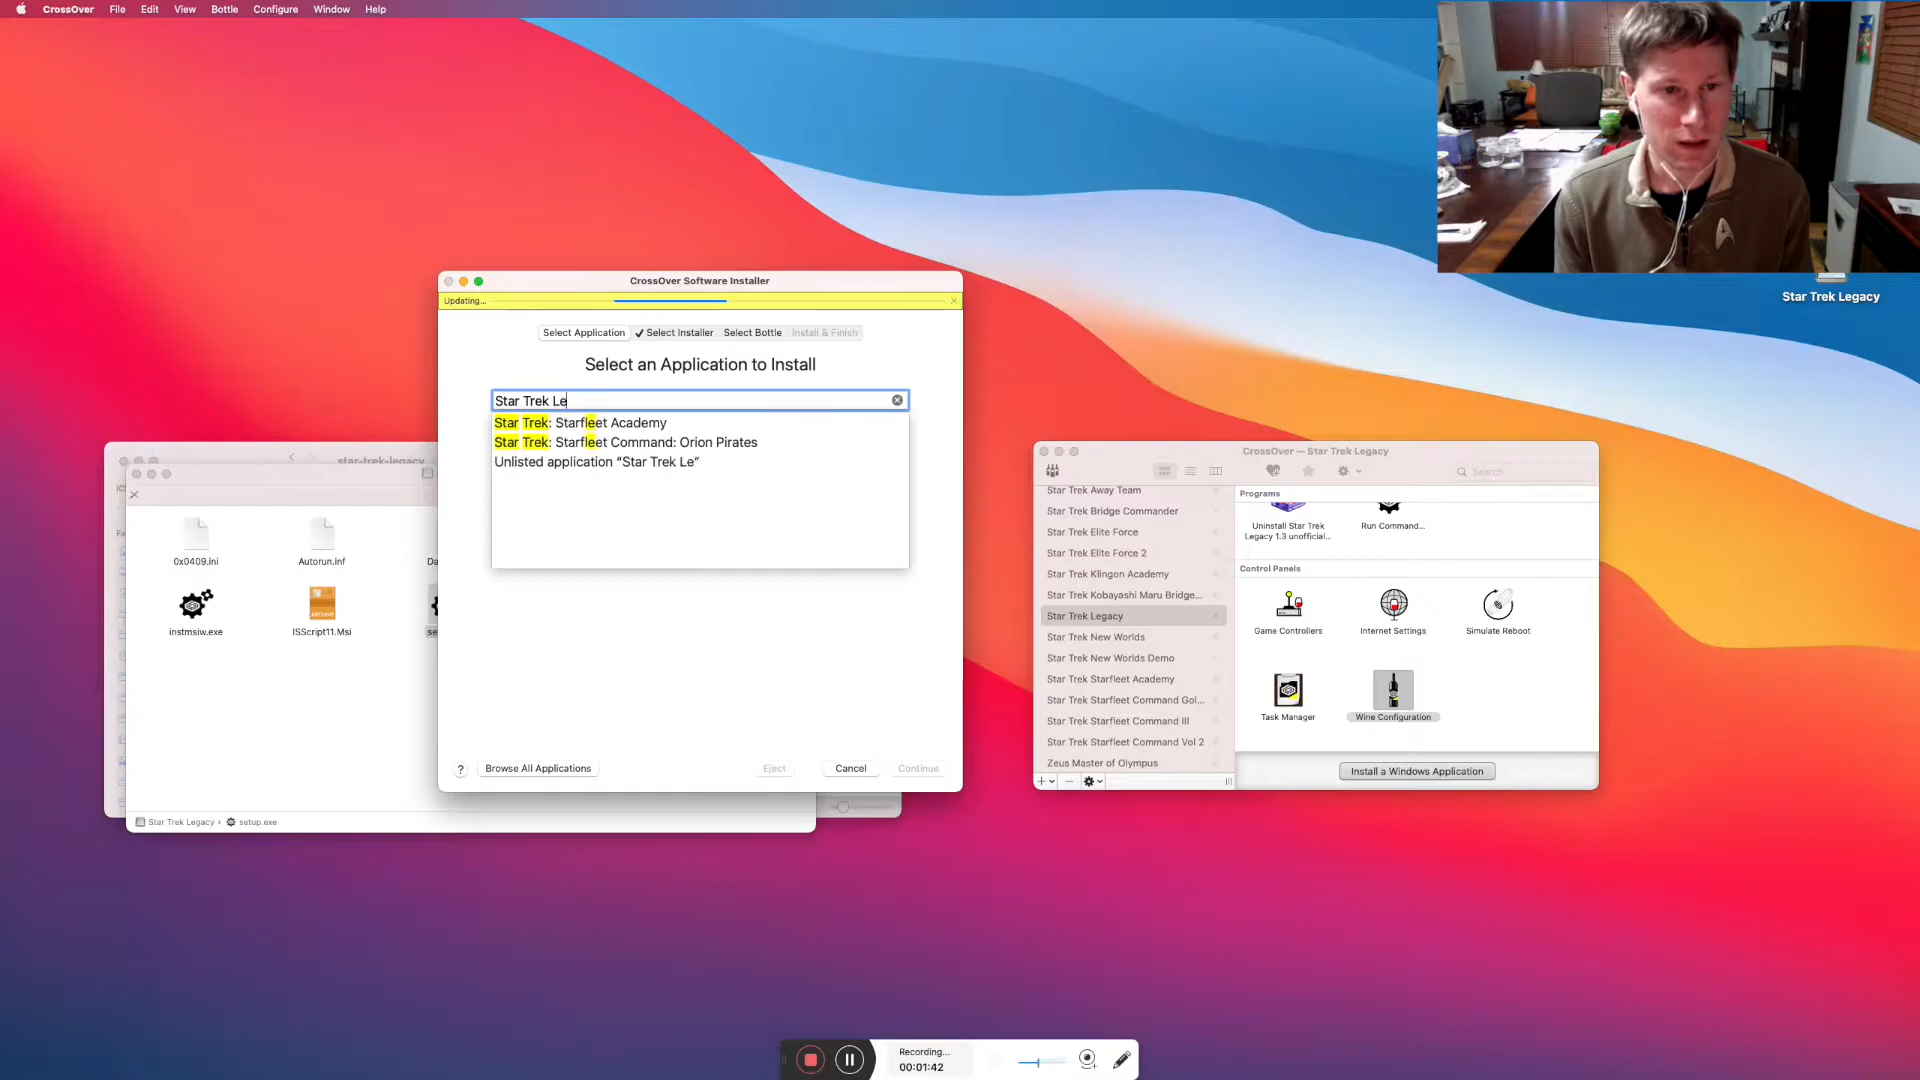 CrossOver File Edit View Bottle Configure Window Help
Star Trek Legacy
CrossOver Software Installer
Updating...
Select Application ✓ Select Installer Select Bottle Install & Finish
Select an Application to Install
Star Trek Le
Star Trek: Starfleet Academy
Star Trek: Starfleet Command: Orion Pirates
Unlisted application “Star Trek Le”
? Browse All Applications Eject Cancel Continue
star-trek-legacy
0x0409.ini Autorun.inf
instmsiw.exe ISScript11.Msi
ARCHIVE
Star Trek Legacy › setup.exe
CrossOver — Star Trek Legacy
Search
Star Trek Away Team
Star Trek Bridge Commander
Star Trek Elite Force
Star Trek Elite Force 2
Star Trek Klingon Academy
Star Trek Kobayashi Maru Bridge...
Star Trek Legacy
Star Trek New Worlds
Star Trek New Worlds Demo
Star Trek Starfleet Academy
Star Trek Starfleet Command Gol...
Star Trek Starfleet Command III
Star Trek Starfleet Command Vol 2
Zeus Master of Olympus
Programs
Uninstall Star Trek
Legacy 1.3 unofficial...
Run Command...
Control Panels
Game Controllers Internet Settings Simulate Reboot
Task Manager Wine Configuration
Install a Windows Application
Recording...
00:01:42